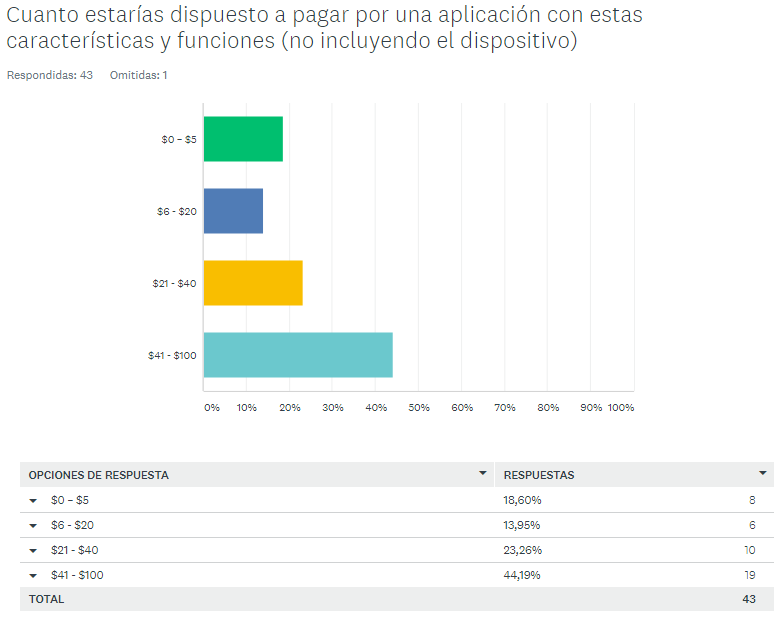 Cuanto estarías dispuesto a pagar por una aplicación con estas
características y funciones (no incluyendo el dispositivo)
Respondidas: 43 Omitidas: 1
$0 – $5
$6 - $20
$21 - $40
$41 - $100
0% 10% 20% 30% 40% 50% 60% 70% 80% 90% 100%
OPCIONES DE RESPUESTA RESPUESTAS
$0 – $5 18,60% 8
$6 - $20 13,95% 6
$21 - $40 23,26% 10
$41 - $100 44,19% 19
TOTAL 43